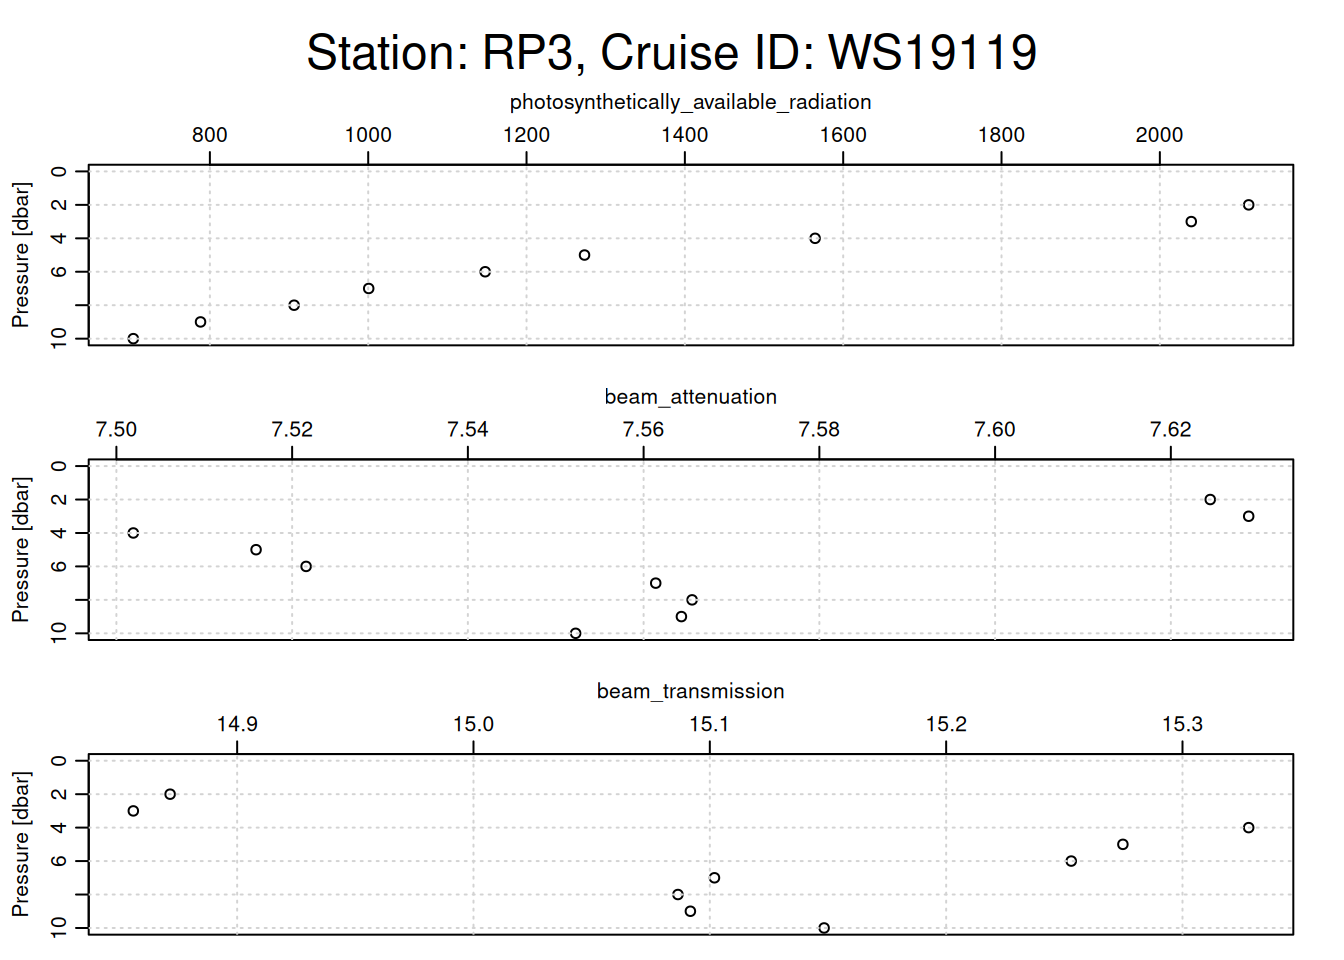 Station: RP3, Cruise ID: WS19119
photosynthetically_available_radiation
800 1000 1200 1400 1600 1800 2000
Pressure [dbar]
0
2
4
6
10
beam_attenuation
7.50 7.52 7.54 7.56 7.58 7.60 7.62
Pressure [dbar]
0
2
4
6
10
beam_transmission
14.9 15.0 15.1 15.2 15.3
Pressure [dbar]
0
2
4
6
10